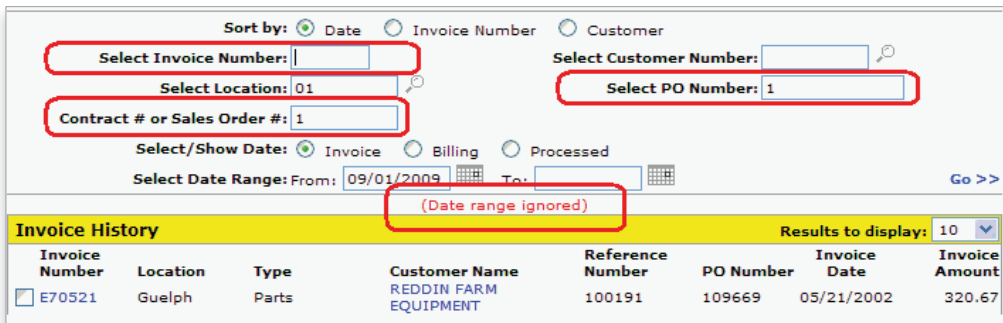 Sort by: Date Invoice Number Customer
Select Invoice Number: Select Customer Number:
Select Location: 01 Select PO Number: 1
Contract # or Sales Order #: 1
Select/Show Date: Invoice Billing Processed
Select Date Range: From: 09/01/2009 To: Go >>
(Date range ignored)
Invoice History Results to display: 10
Invoice Number Location Type Customer Name Reference Number PO Number Invoice Date Invoice Amount
E70521 Guelph Parts REDDIN FARM EQUIPMENT 100191 109669 05/21/2002 320.67